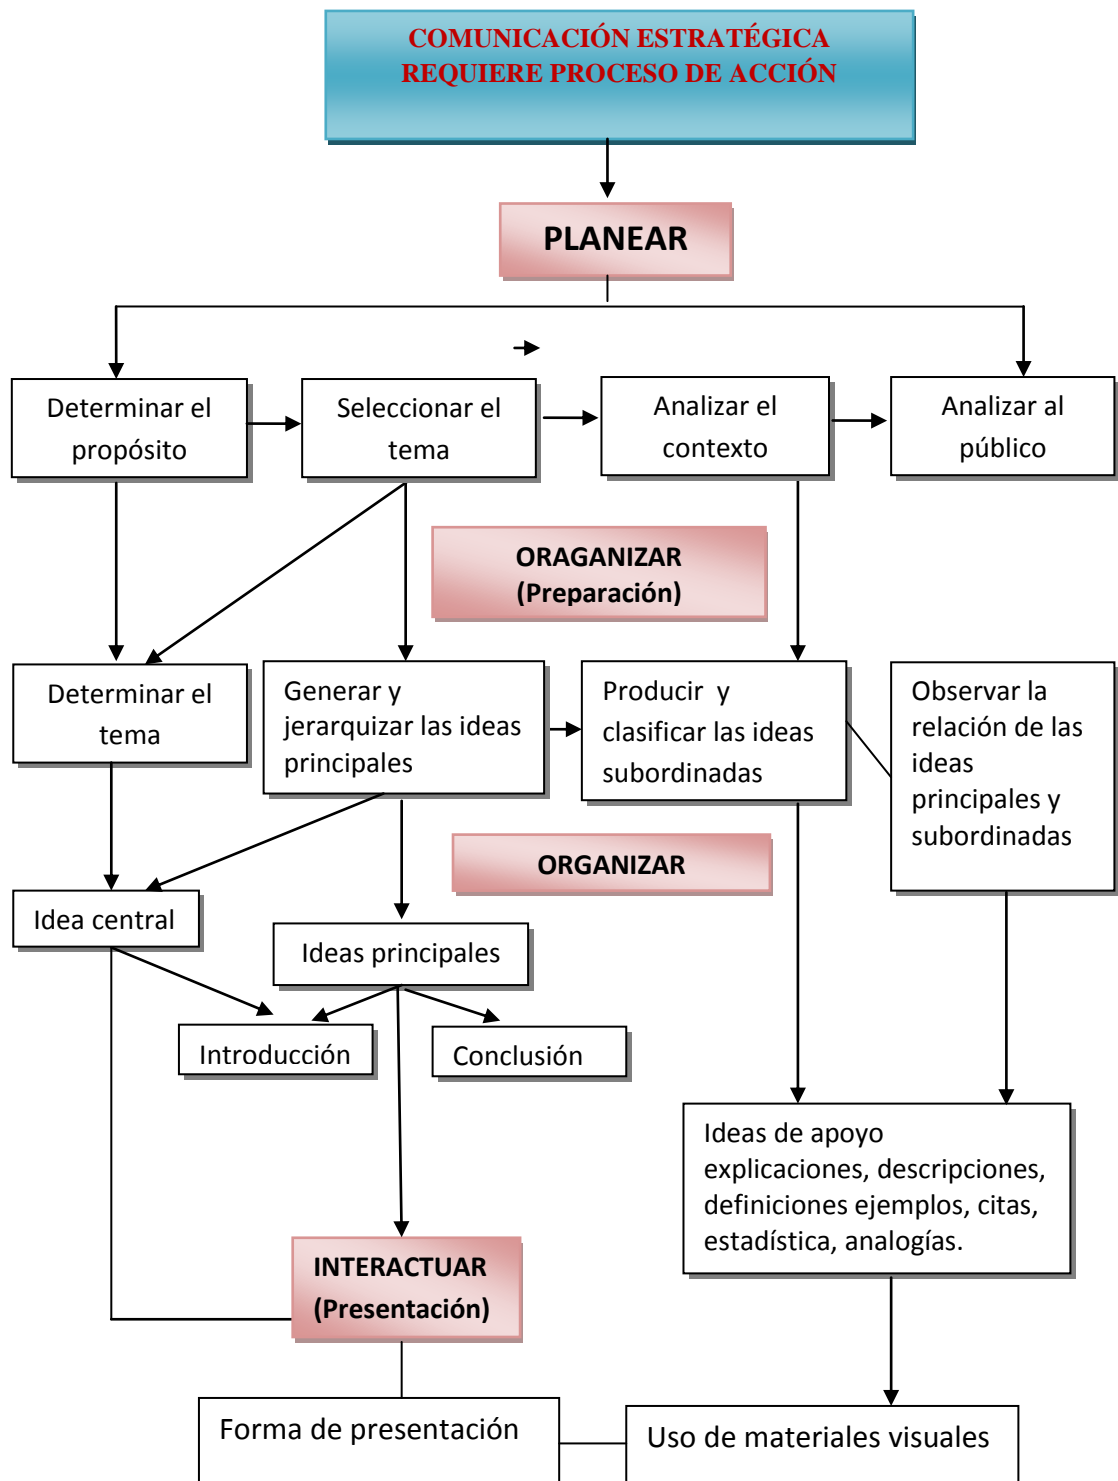 COMUNICACIÓN ESTRATÉGICA
REQUIERE PROCESO DE ACCIÓN
PLANEAR
Determinar el
propósito
Seleccionar el
tema
Analizar el
contexto
Analizar al
público
ORAGANIZAR
(Preparación)
Determinar el
tema
Generar y
jerarquizar las ideas
principales
Producir y
clasificar las ideas
subordinadas
Observar la
relación de las
ideas
principales y
subordinadas
ORGANIZAR
Idea central
Ideas principales
Introducción
Conclusión
Ideas de apoyo
explicaciones, descripciones,
definiciones ejemplos, citas,
estadística, analogías.
INTERACTUAR
(Presentación)
Forma de presentación
Uso de materiales visuales